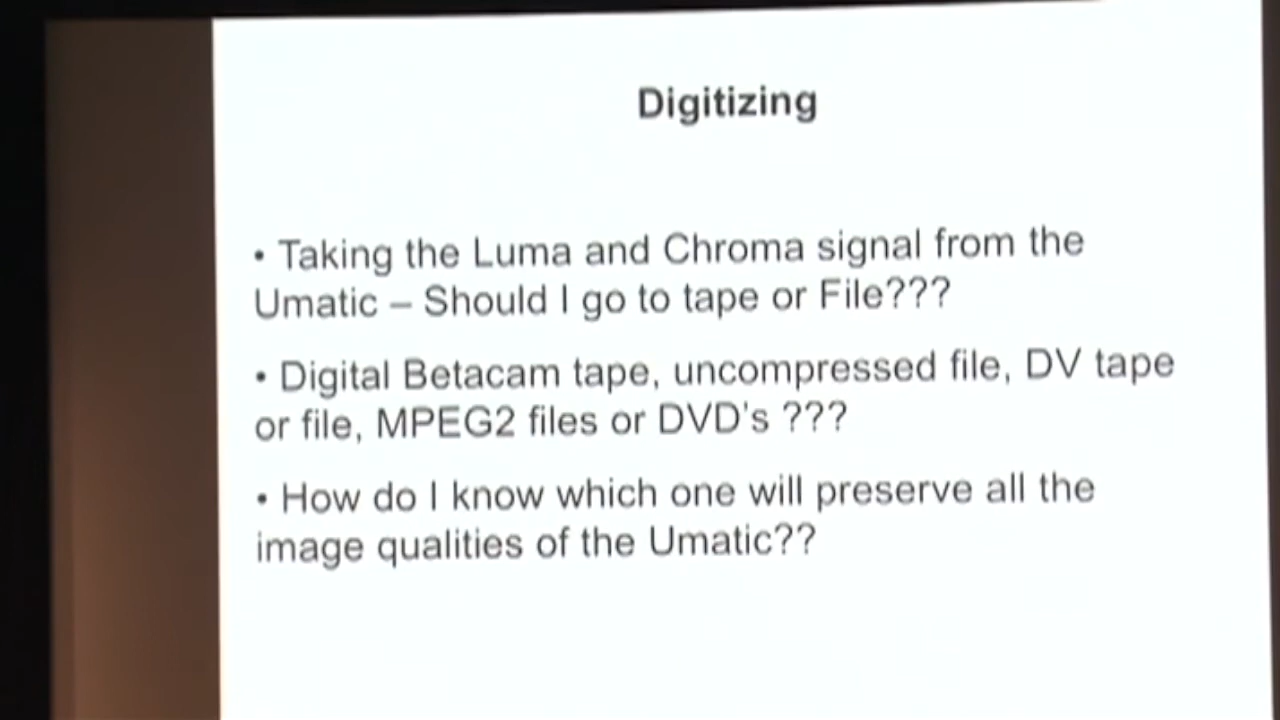 Digitizing
• Taking the Luma and Chroma signal from the
Umatic – Should I go to tape or File???
• Digital Betacam tape, uncompressed file, DV tape
or file, MPEG2 files or DVD's ???
• How do I know which one will preserve all the
image qualities of the Umatic??